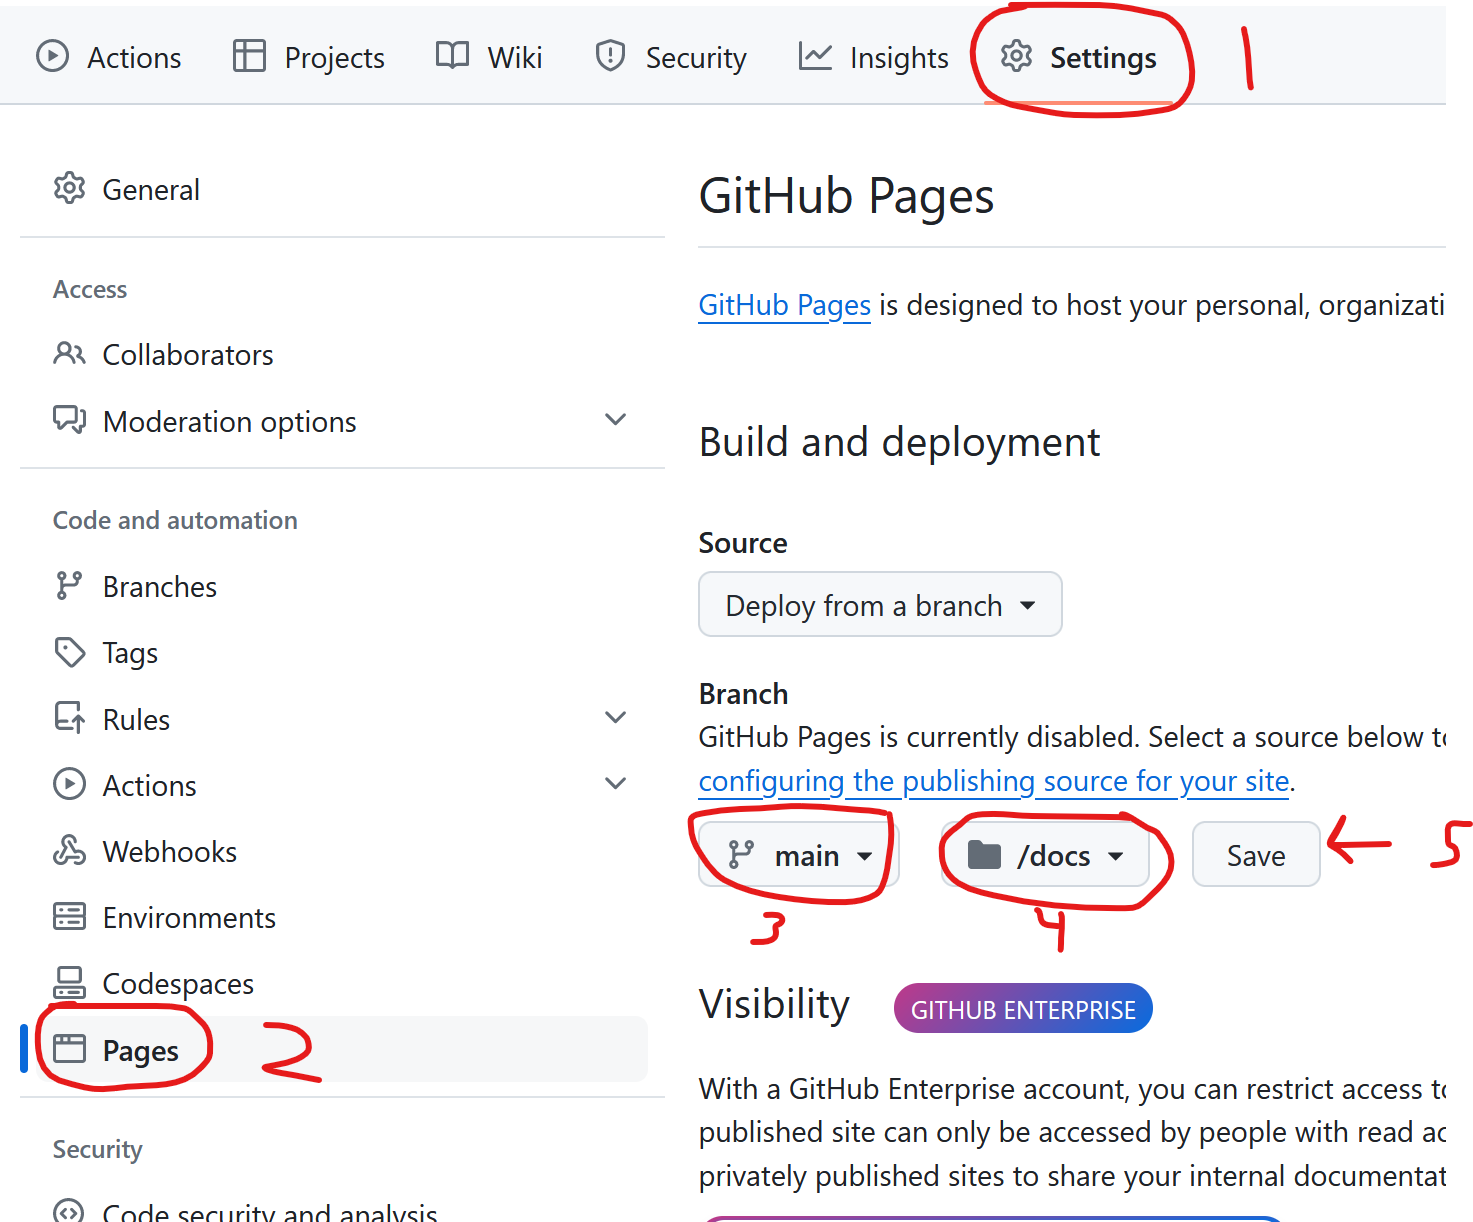 Actions Projects Wiki Security Insights Settings 1
General
Access
Collaborators
Moderation options
Code and automation
Branches
Tags
Rules
Actions
Webhooks
Environments
Codespaces
Pages 2
Security
Code security and analysis
GitHub Pages
GitHub Pages is designed to host your personal, organizati
Build and deployment
Source
Deploy from a branch
Branch
GitHub Pages is currently disabled. Select a source below to
configuring the publishing source for your site.
main /docs Save 5
3 4
Visibility GITHUB ENTERPRISE
With a GitHub Enterprise account, you can restrict access to
published site can only be accessed by people with read ac
privately published sites to share your internal documentat